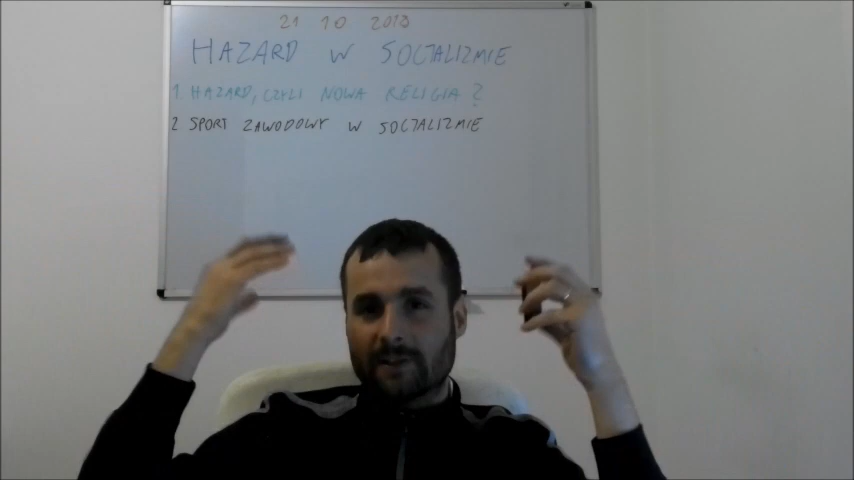 21 10 2013
HAZARD W SOCJALIZMIE
1. HAZARD, CZYLI NOWA RELIGIA?
2 SPORT ZAWODOWY W SOCJALIZMIE